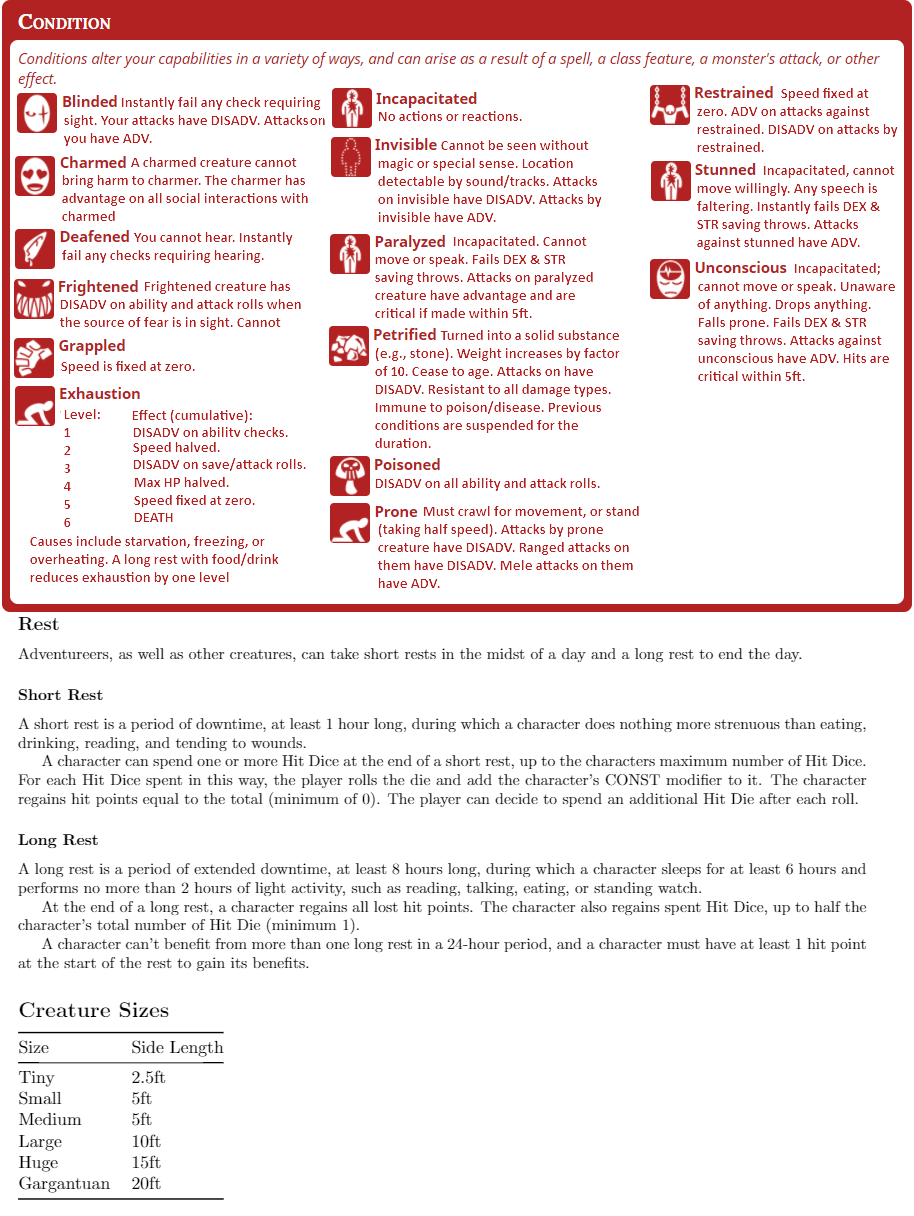 CONDITION
Conditions alter your capabilities in a variety of ways, and can arise as a result of a spell, a class feature, a monster's attack, or other
effect.
Blinded Instantly fail any check requiring
sight. Your attacks have DISADV. Attacks on
you have ADV.
Charmed A charmed creature cannot
bring harm to charmer. The charmer has
advantage on all social interactions with
charmed
Deafened You cannot hear. Instantly
fail any checks requiring hearing.
Frightened Frightened creature has
DISADV on ability and attack rolls when
the source of fear is in sight. Cannot
Grappled
Speed is fixed at zero.
Exhaustion
Level: Effect (cumulative):
1 DISADV on ability checks.
2 Speed halved.
3 DISADV on save/attack rolls.
4 Max HP halved.
5 Speed fixed at zero.
6 DEATH
Causes include starvation, freezing, or
overheating. A long rest with food/drink
reduces exhaustion by one level
Incapacitated
No actions or reactions.
Invisible Cannot be seen without
magic or special sense. Location
detectable by sound/tracks. Attacks
on invisible have DISADV. Attacks by
invisible have ADV.
Paralyzed Incapacitated. Cannot
move or speak. Fails DEX & STR
saving throws. Attacks on paralyzed
creature have advantage and are
critical if made within 5ft.
Petrified Turned into a solid substance
(e.g., stone). Weight increases by factor
of 10. Cease to age. Attacks on have
DISADV. Resistant to all damage types.
Immune to poison/disease. Previous
conditions are suspended for the
duration.
Poisoned
DISADV on all ability and attack rolls.
Prone Must crawl for movement, or stand
(taking half speed). Attacks by prone
creature have DISADV. Ranged attacks on
them have DISADV. Mele attacks on them
have ADV.
Restrained Speed fixed at
zero. ADV on attacks against
restrained. DISADV on attacks by
restrained.
Stunned Incapacitated, cannot
move willingly. Any speech is
faltering. Instantly fails DEX &
STR saving throws. Attacks
against stunned have ADV.
Unconscious Incapacitated;
cannot move or speak. Unaware
of anything. Drops anything.
Falls prone. Fails DEX & STR
saving throws. Attacks against
unconscious have ADV. Hits are
critical within 5ft.
Rest
Adventureers, as well as other creatures, can take short rests in the midst of a day and a long rest to end the day.
Short Rest
A short rest is a period of downtime, at least 1 hour long, during which a character does nothing more strenuous than eating,
drinking, reading, and tending to wounds.
A character can spend one or more Hit Dice at the end of a short rest, up to the characters maximum number of Hit Dice.
For each Hit Dice spent in this way, the player rolls the die and add the character's CONST modifier to it. The character
regains hit points equal to the total (minimum of 0). The player can decide to spend an additional Hit Die after each roll.
Long Rest
A long rest is a period of extended downtime, at least 8 hours long, during which a character sleeps for at least 6 hours and
performs no more than 2 hours of light activity, such as reading, talking, eating, or standing watch.
At the end of a long rest, a character regains all lost hit points. The character also regains spent Hit Dice, up to half the
character's total number of Hit Die (minimum 1).
A character can't benefit from more than one long rest in a 24-hour period, and a character must have at least 1 hit point
at the start of the rest to gain its benefits.
Creature Sizes
Size Side Length
Tiny 2.5ft
Small 5ft
Medium 5ft
Large 10ft
Huge 15ft
Gargantuan 20ft